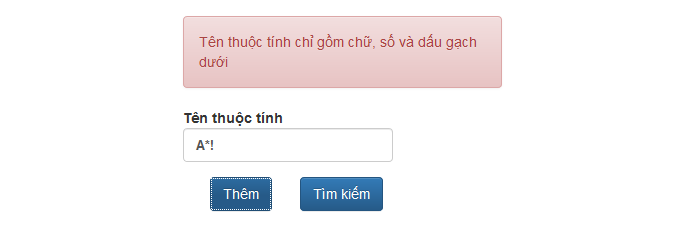 Tên thuộc tính chỉ gồm chữ, số và dấu gạch
dưới
Tên thuộc tính
A*!
Thêm Tìm kiếm